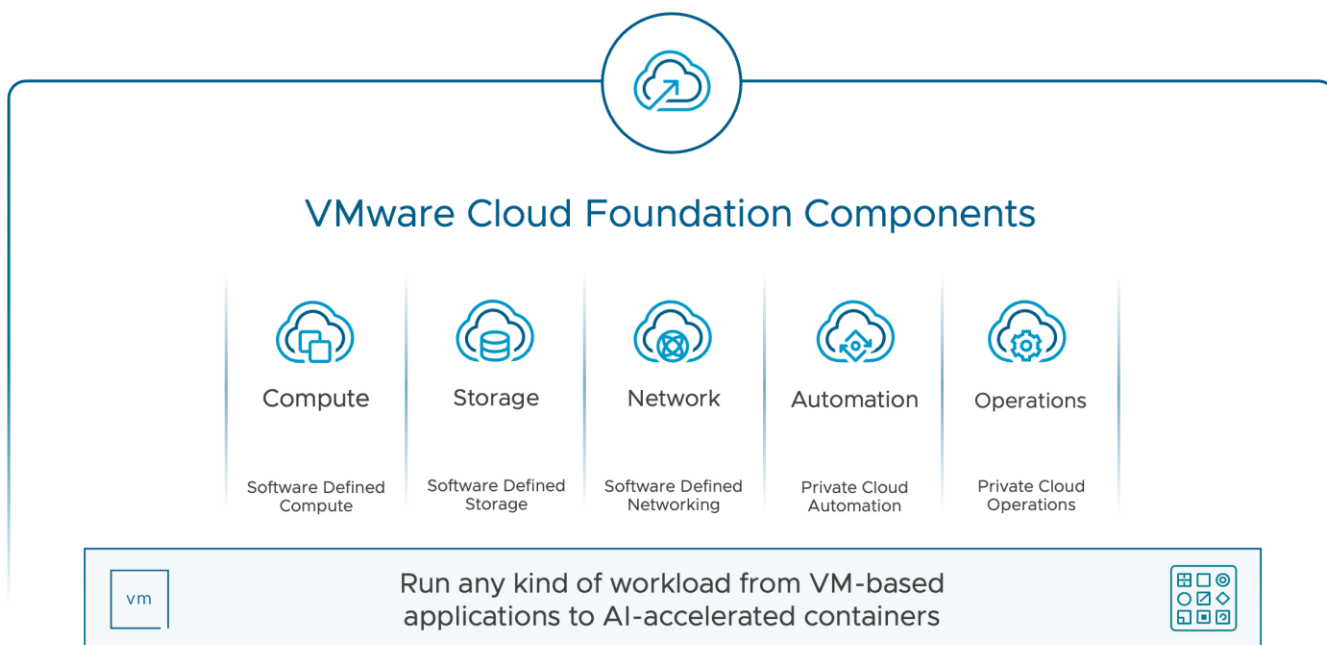 VMware Cloud Foundation Components
Compute
Storage
Network
Automation
Operations
Software Defined
Compute
Software Defined
Storage
Software Defined
Networking
Private Cloud
Automation
Private Cloud
Operations
vm
Run any kind of workload from VM-based
applications to AI-accelerated containers